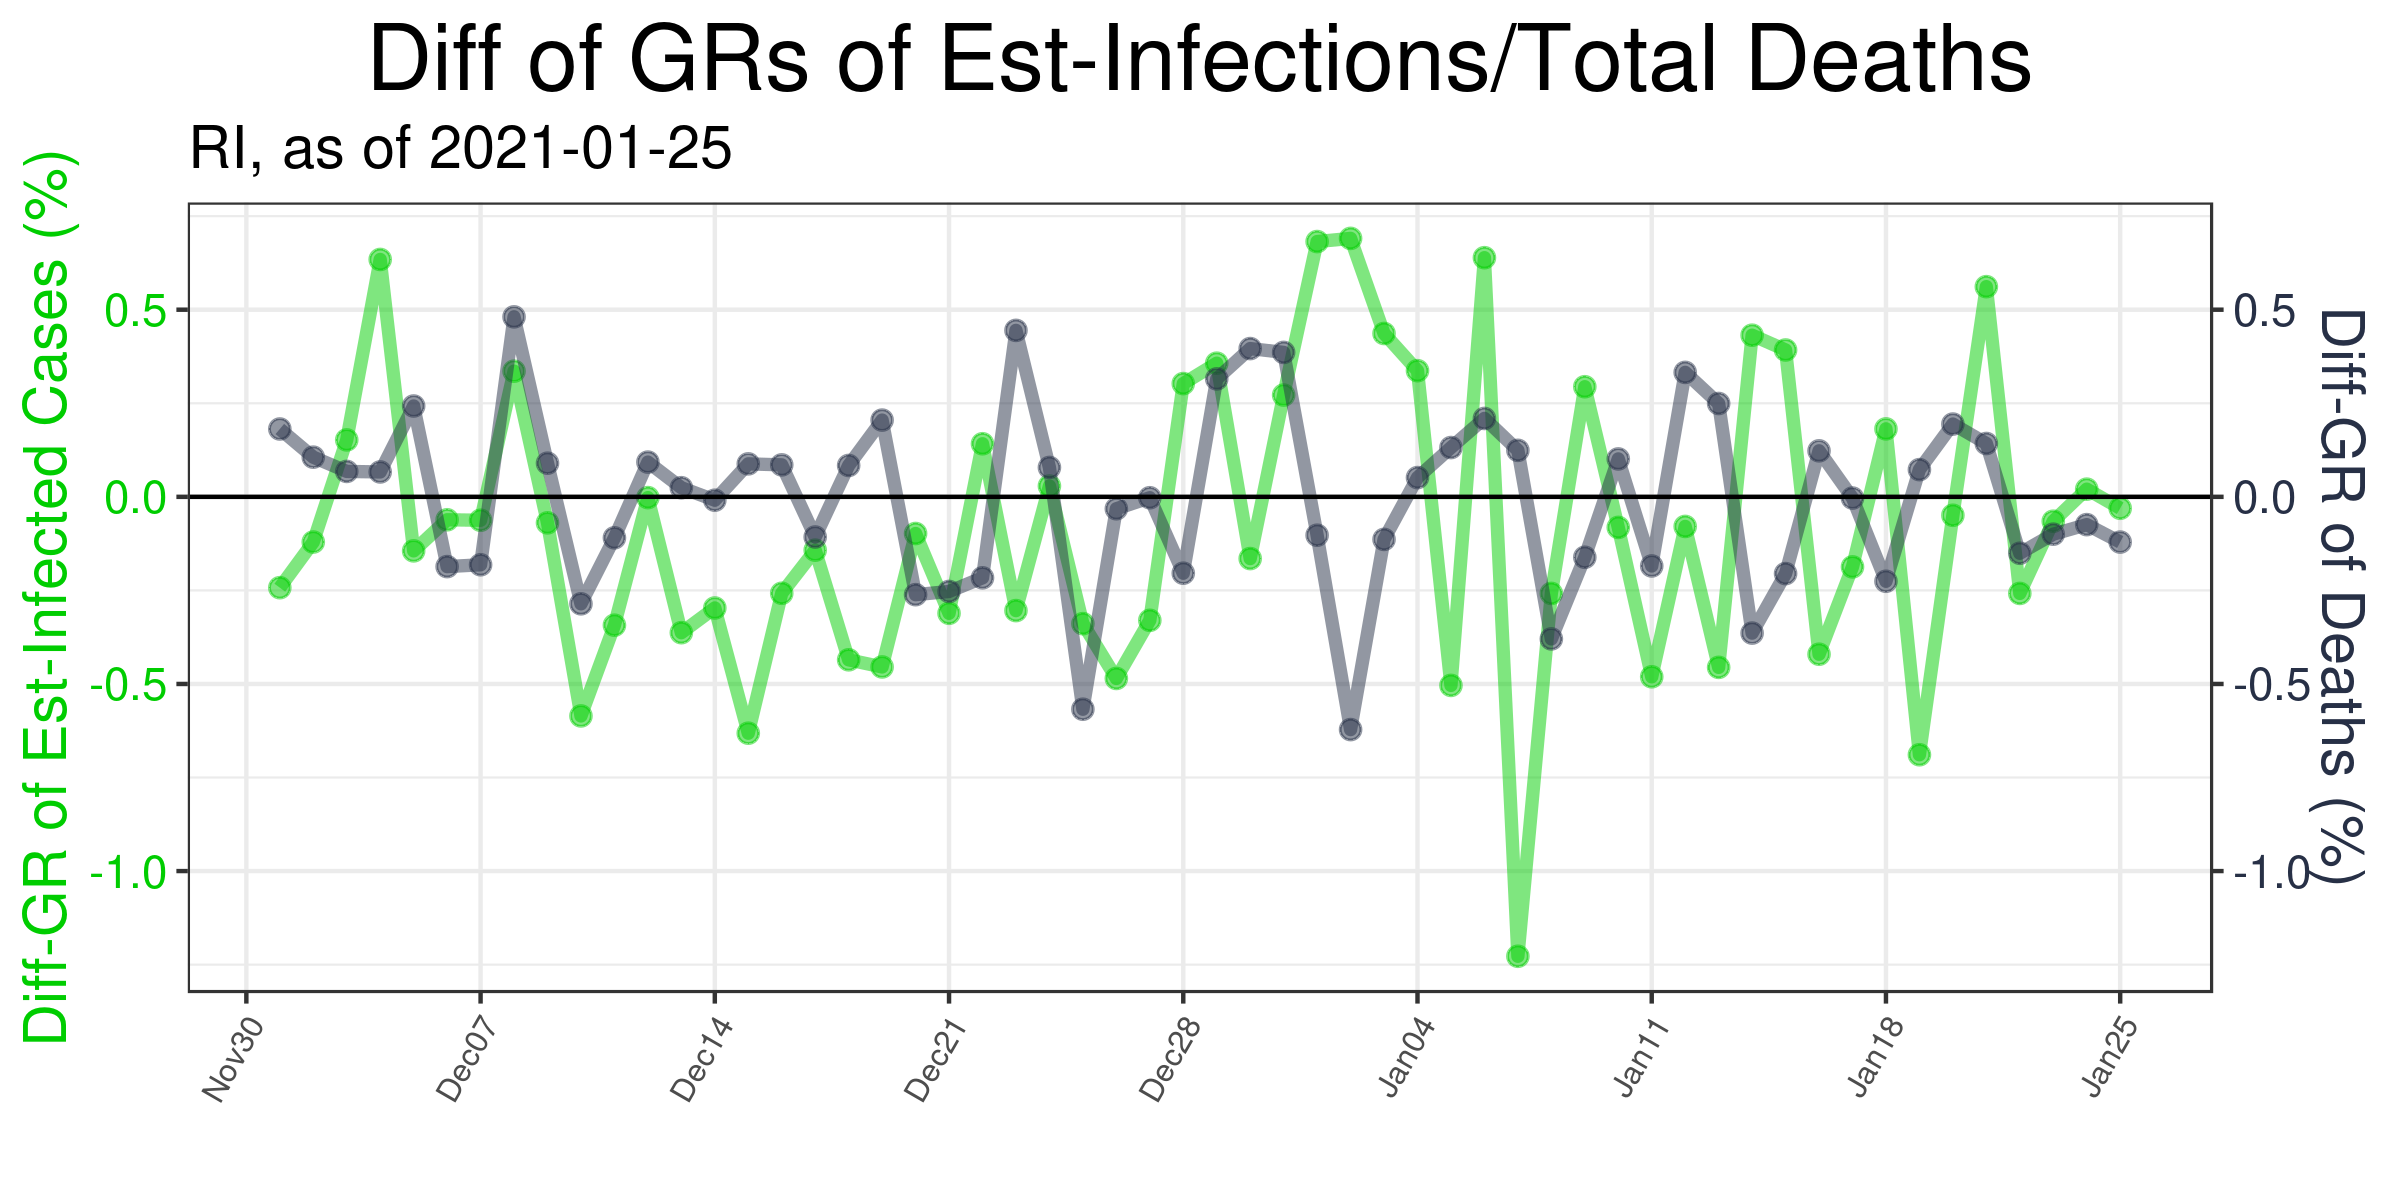 Diff of GRs of Est-Infections/Total Deaths
RI, as of 2021-01-25
Diff-GR of Est-Infected Cases (%)
0.5
0.0
-0.5
-1.0
0.5
0.0
-0.5
-1.0
Diff-GR of Deaths (%)
Nov30
Dec07
Dec14
Dec21
Dec28
Jan04
Jan11
Jan18
Jan25